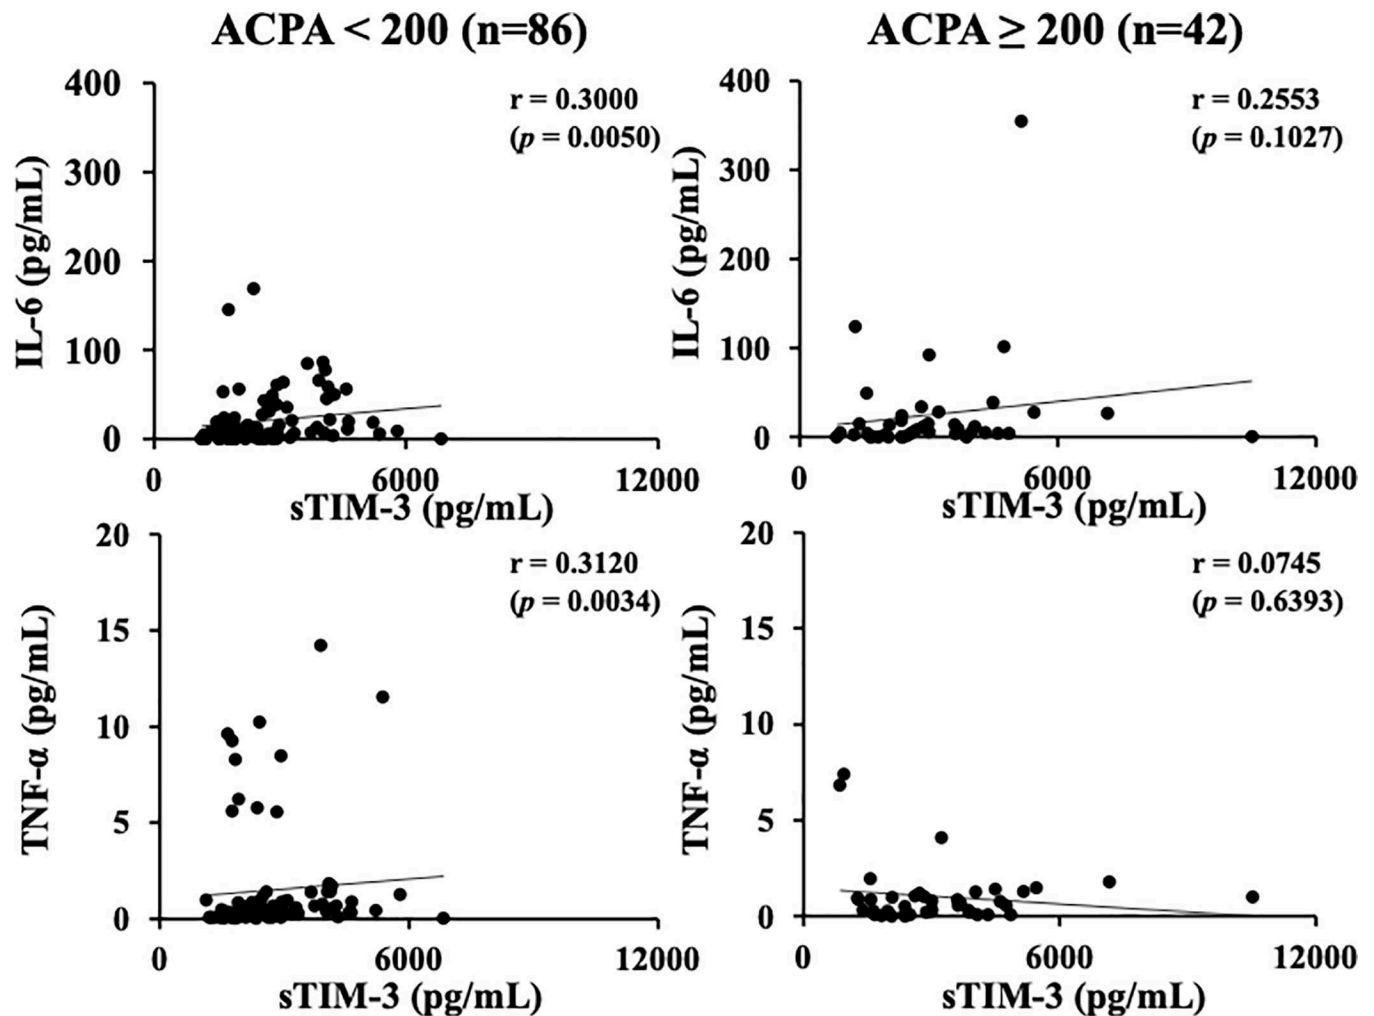 ACPA < 200 (n=86)
ACPA ≥ 200 (n=42)
IL-6 (pg/mL)
400
300
200
100
0
r = 0.3000
(p = 0.0050)
0
6000
12000
sTIM-3 (pg/mL)
IL-6 (pg/mL)
400
300
200
100
0
r = 0.2553
(p = 0.1027)
0
6000
12000
sTIM-3 (pg/mL)
TNF-α (pg/mL)
20
15
10
5
0
r = 0.3120
(p = 0.0034)
0
6000
12000
sTIM-3 (pg/mL)
TNF-α (pg/mL)
20
15
10
5
0
r = 0.0745
(p = 0.6393)
0
6000
12000
sTIM-3 (pg/mL)